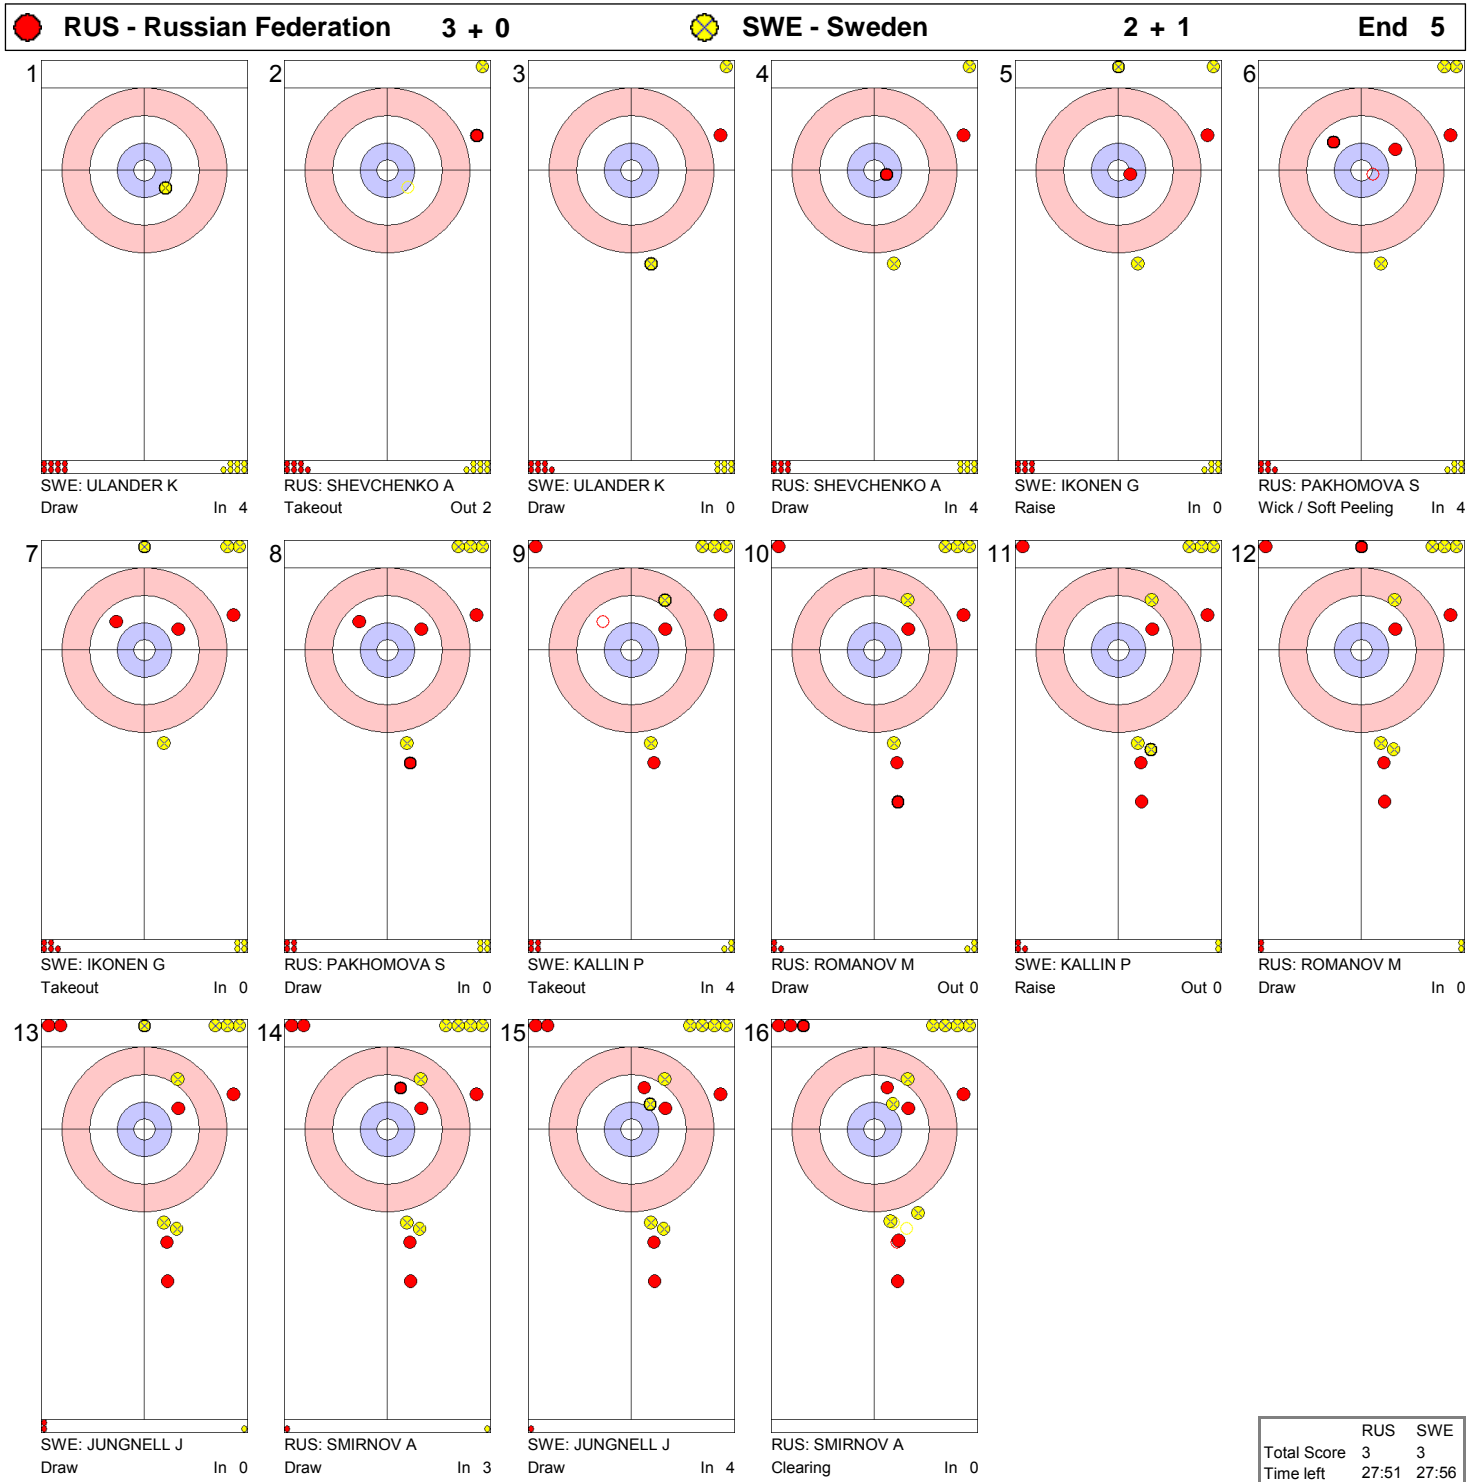 RUS - Russian Federation 3 + 0 SWE - Sweden 2 + 1 End 5
1 2 3 4 5 6
SWE: ULANDER K RUS: SHEVCHENKO A SWE: ULANDER K RUS: SHEVCHENKO A SWE: IKONEN G RUS: PAKHOMOVA S
Draw In 4 Takeout Out 2 Draw In 0 Draw In 4 Raise In 0 Wick / Soft Peeling In 4
7 8 9 10 11 12
SWE: IKONEN G RUS: PAKHOMOVA S SWE: KALLIN P RUS: ROMANOV M SWE: KALLIN P RUS: ROMANOV M
Takeout In 0 Draw In 0 Takeout In 4 Draw Out 0 Raise Out 0 Draw In 0
13 14 15 16
SWE: JUNGNELL J RUS: SMIRNOV A SWE: JUNGNELL J RUS: SMIRNOV A
Draw In 0 Draw In 3 Draw In 4 Clearing In 0
RUS SWE
Total Score 3 3
Time left 27:51 27:56